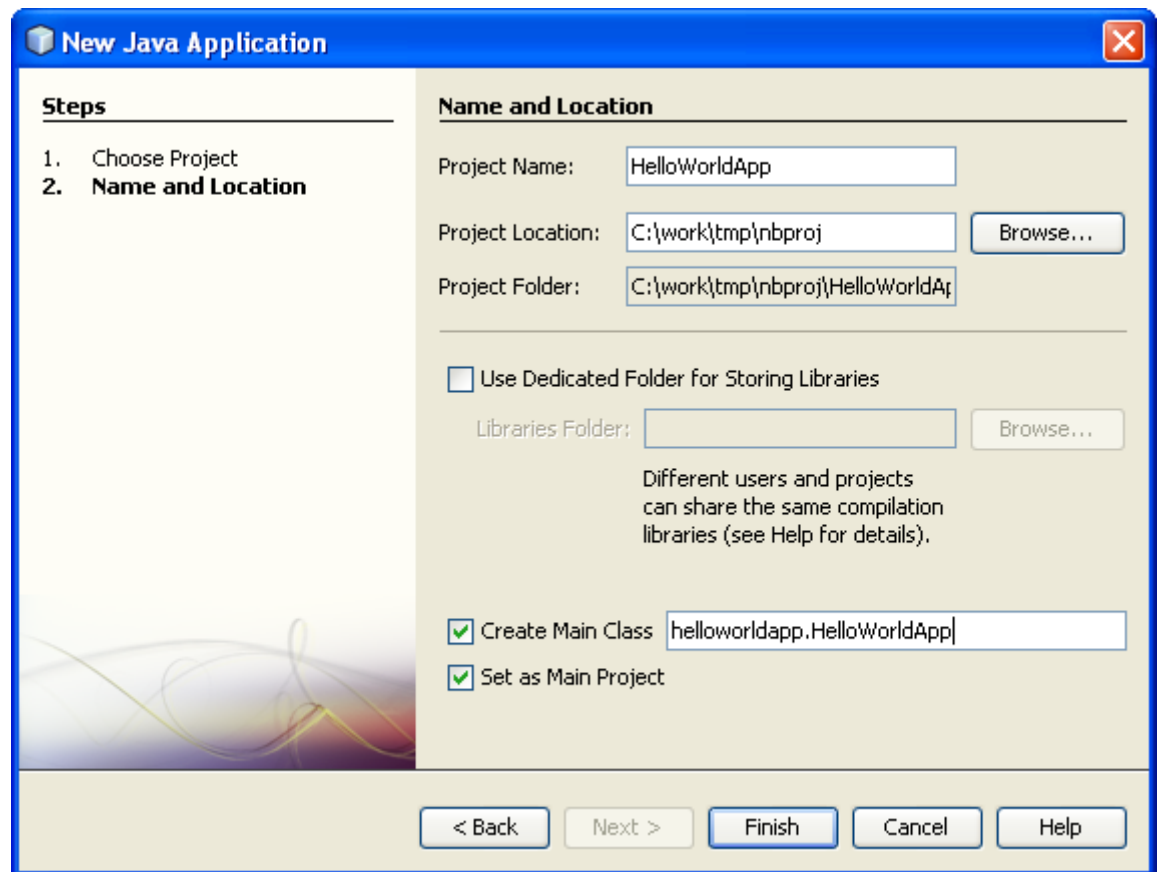 New Java Application
Steps
1. Choose Project
2. Name and Location
Name and Location
Project Name: HelloWorldApp
Project Location: C:\work\tmp\nbproj Browse...
Project Folder: C:\work\tmp\nbproj\HelloWorldAp
Use Dedicated Folder for Storing Libraries
Libraries Folder: Browse...
Different users and projects
can share the same compilation
libraries (see Help for details).
Create Main Class helloworldapp.HelloWorldApp
Set as Main Project
< Back Next > Finish Cancel Help